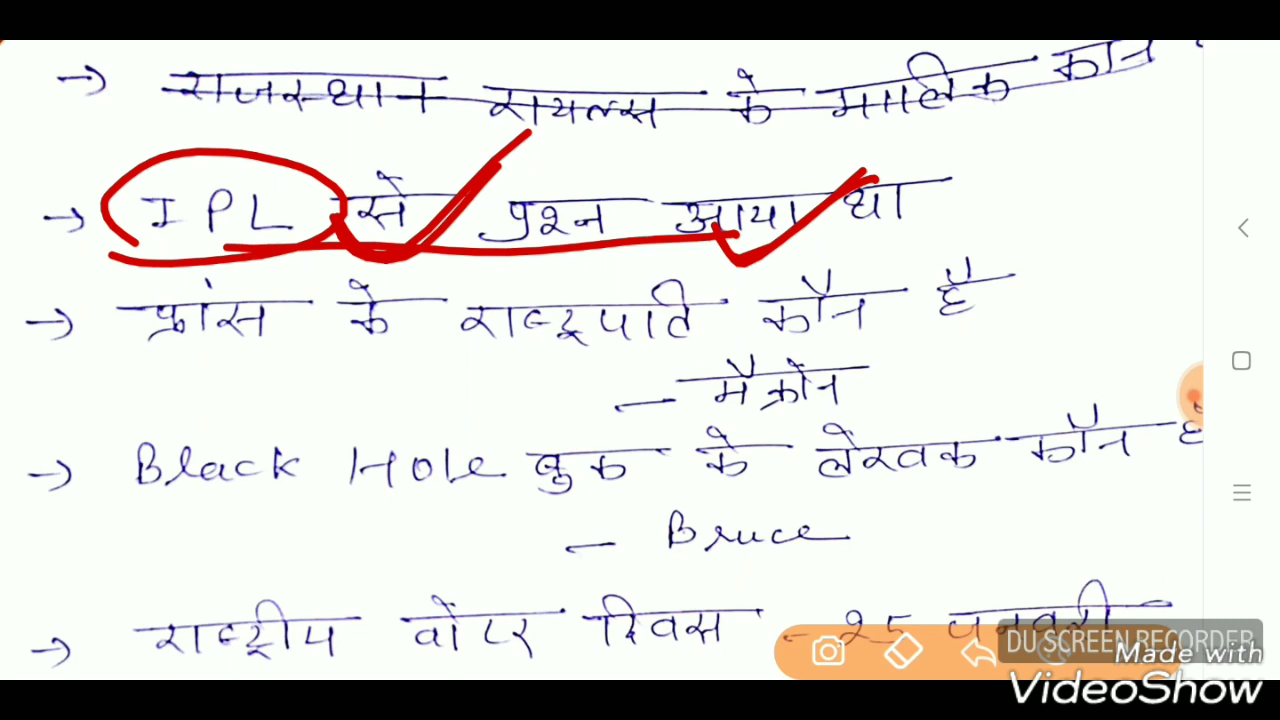 → राजस्थान रायल्स के मालिक कौन
→ IPL से प्रश्न आया था
→ फ्रांस के राष्ट्रपति कौन है
– मैक्रोन
→ Black Hole बुक के लेखक कौन है
– Bruce
→ राष्ट्रीय वोटर दिवस – 25 जनवरी
DU SCREEN RECORDER
Made with
VideoShow